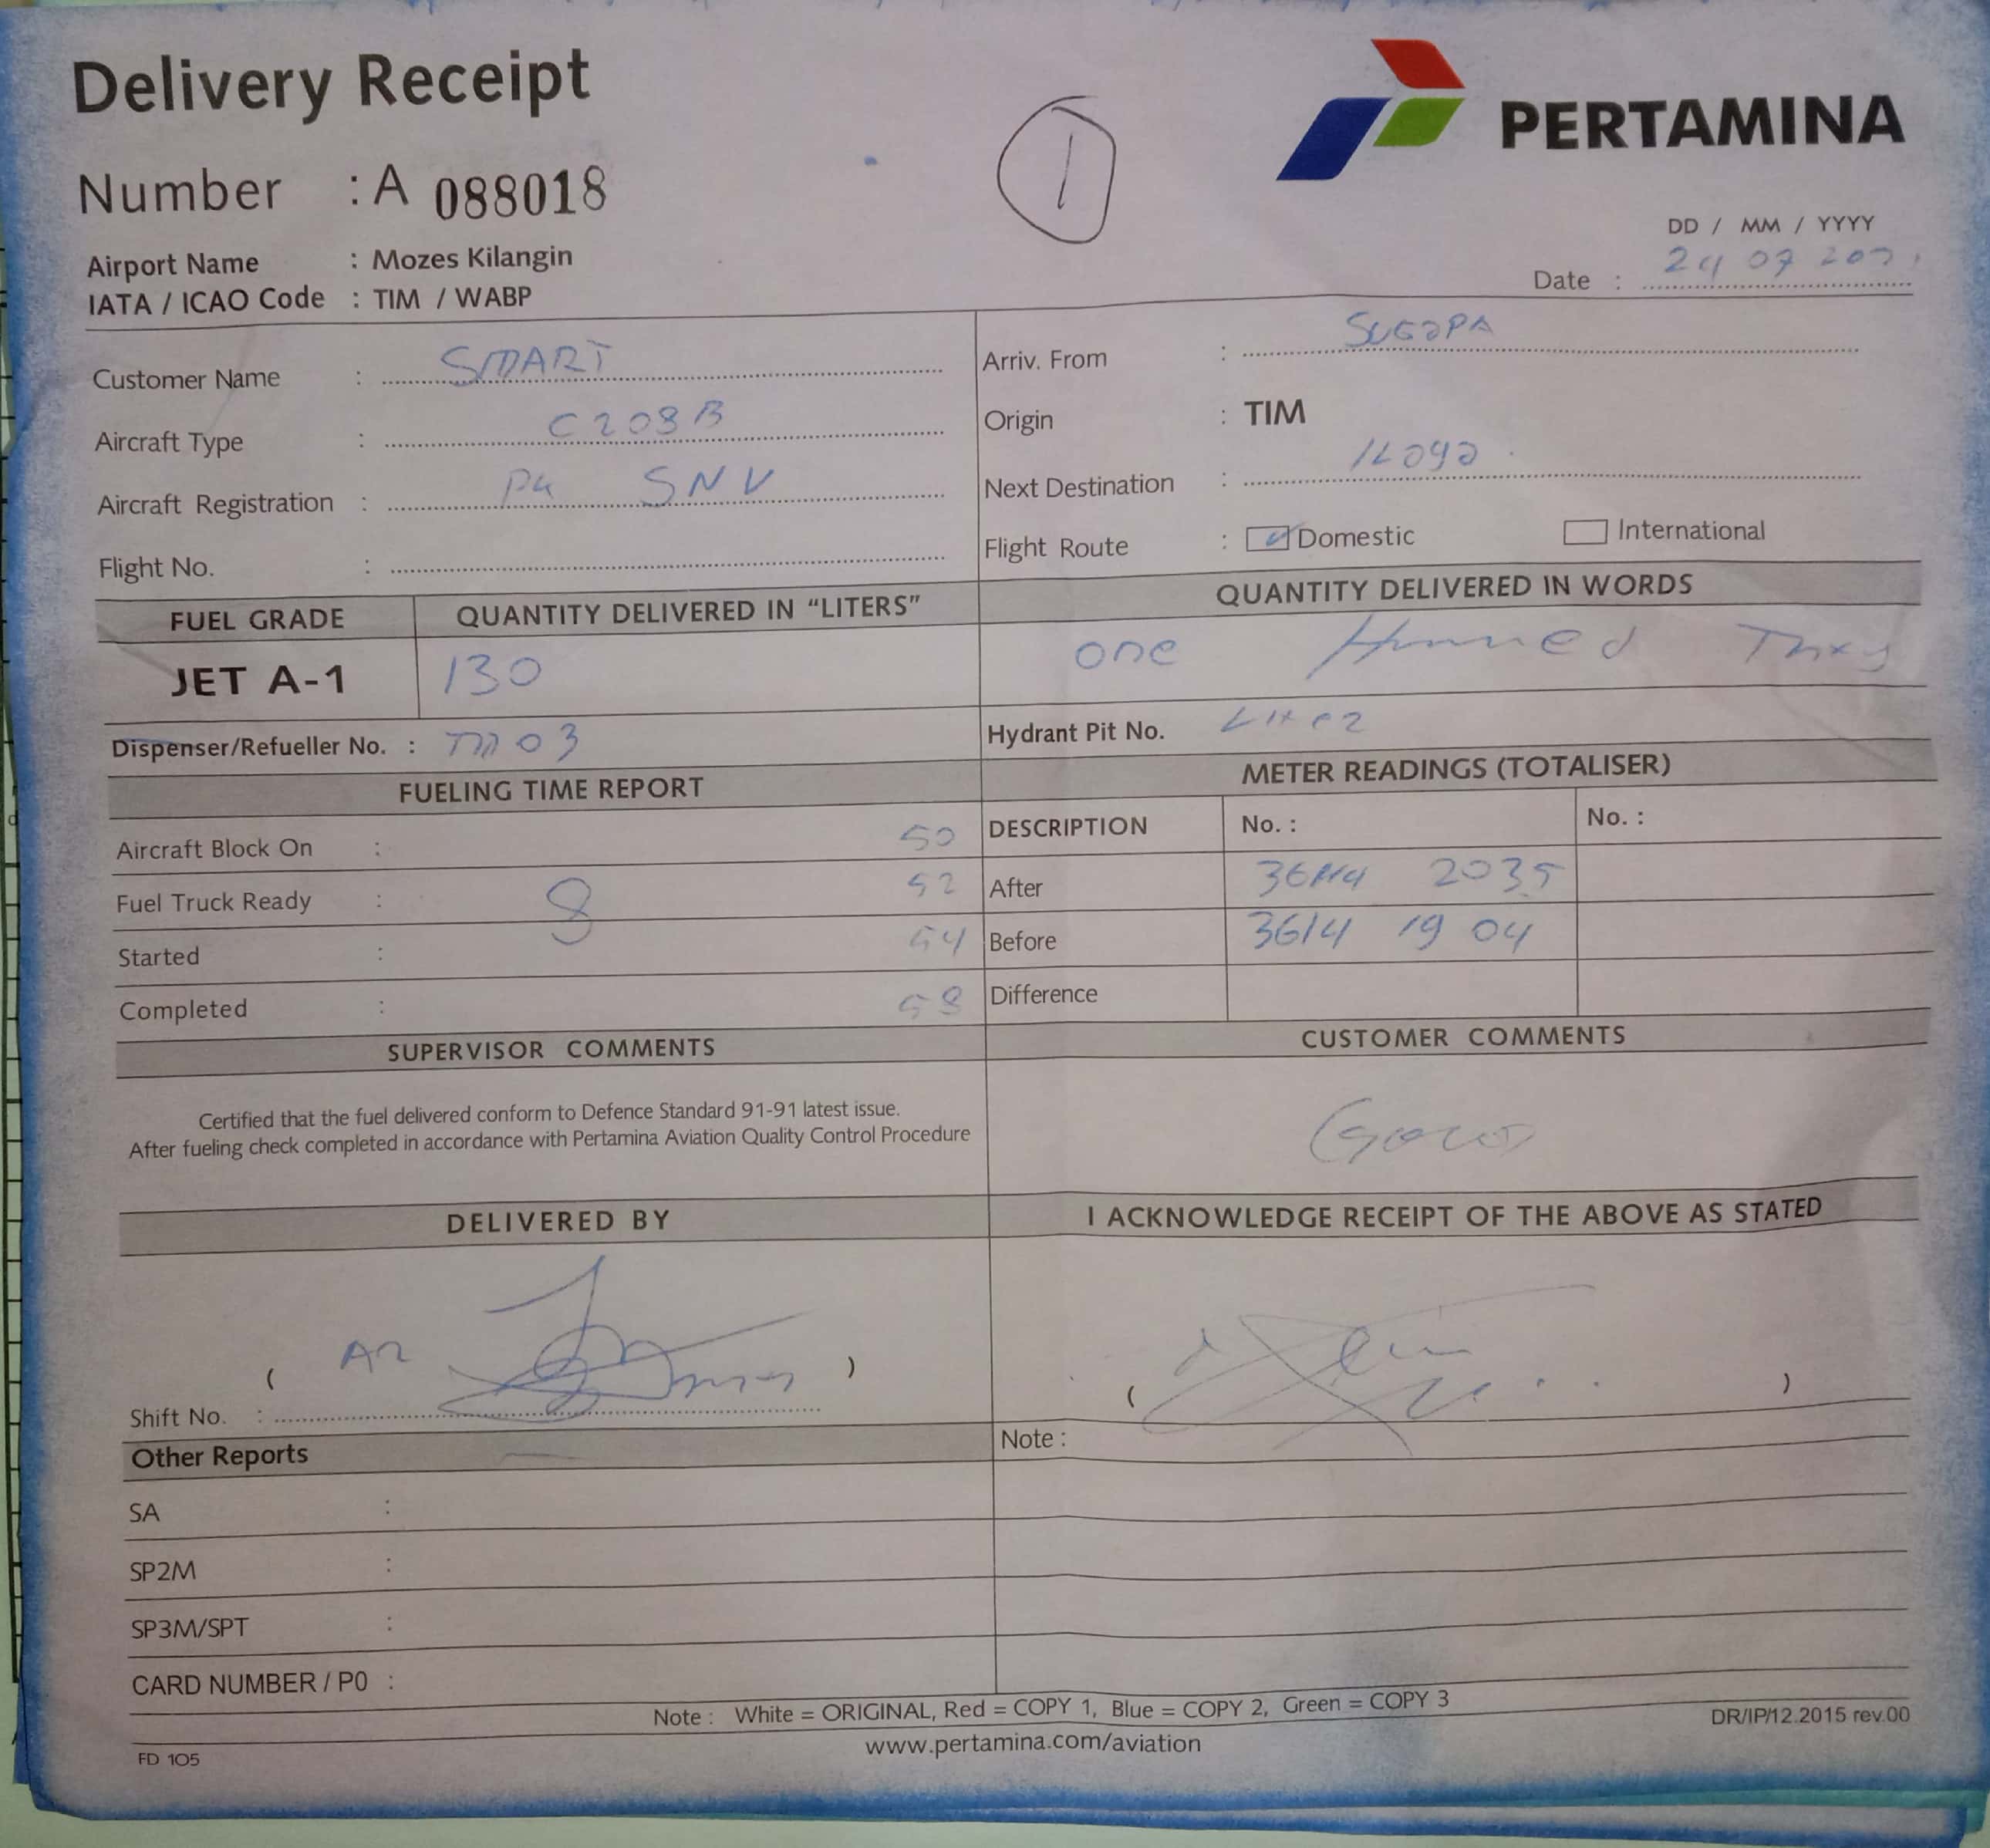 Delivery Receipt
PERTAMINA
1
Number : A 088018
DD / MM / YYYY
Airport Name : Mozes Kilangin
Date : 24 07
IATA / ICAO Code : TIM / WABP
Customer Name : SMART
Arriv. From : SUGAPA
Aircraft Type : C208B
Origin : TIM
Aircraft Registration : PK SNV
Next Destination : ILAGA
Flight No. :
Flight Route : Domestic International
FUEL GRADE QUANTITY DELIVERED IN “LITERS” QUANTITY DELIVERED IN WORDS
JET A-1 130 one
Dispenser/Refueller No. : 03
Hydrant Pit No.
FUELING TIME REPORT METER READINGS (TOTALISER)
Aircraft Block On : 50
DESCRIPTION No. : No. :
Fuel Truck Ready : 8 52
After 2035
Started : 54
Before 3614 1904
Completed : 58
Difference
SUPERVISOR COMMENTS CUSTOMER COMMENTS
Certified that the fuel delivered conform to Defence Standard 91-91 latest issue.
After fueling check completed in accordance with Pertamina Aviation Quality Control Procedure
DELIVERED BY I ACKNOWLEDGE RECEIPT OF THE ABOVE AS STATED
( )
( )
Shift No. :
Other Reports
Note :
SA :
SP2M :
SP3M/SPT :
CARD NUMBER / P0 :
Note : White = ORIGINAL, Red = COPY 1, Blue = COPY 2, Green = COPY 3
DR/IP/12.2015 rev.00
www.pertamina.com/aviation
FD 105